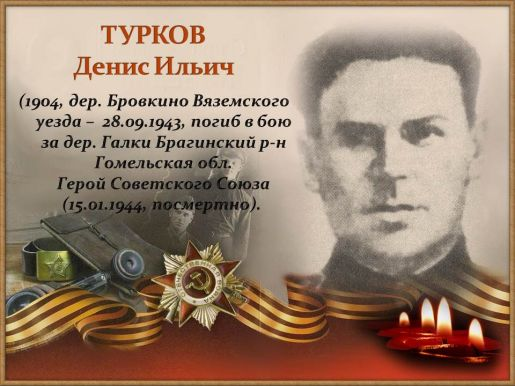 ТУРКОВ
Денис Ильич
(1904, дер. Бровкино Вяземского
уезда – 28.09.1943, погиб в бою
за дер. Галки Брагинский р-н
Гомельская обл.
Герой Советского Союза
(15.01.1944, посмертно).